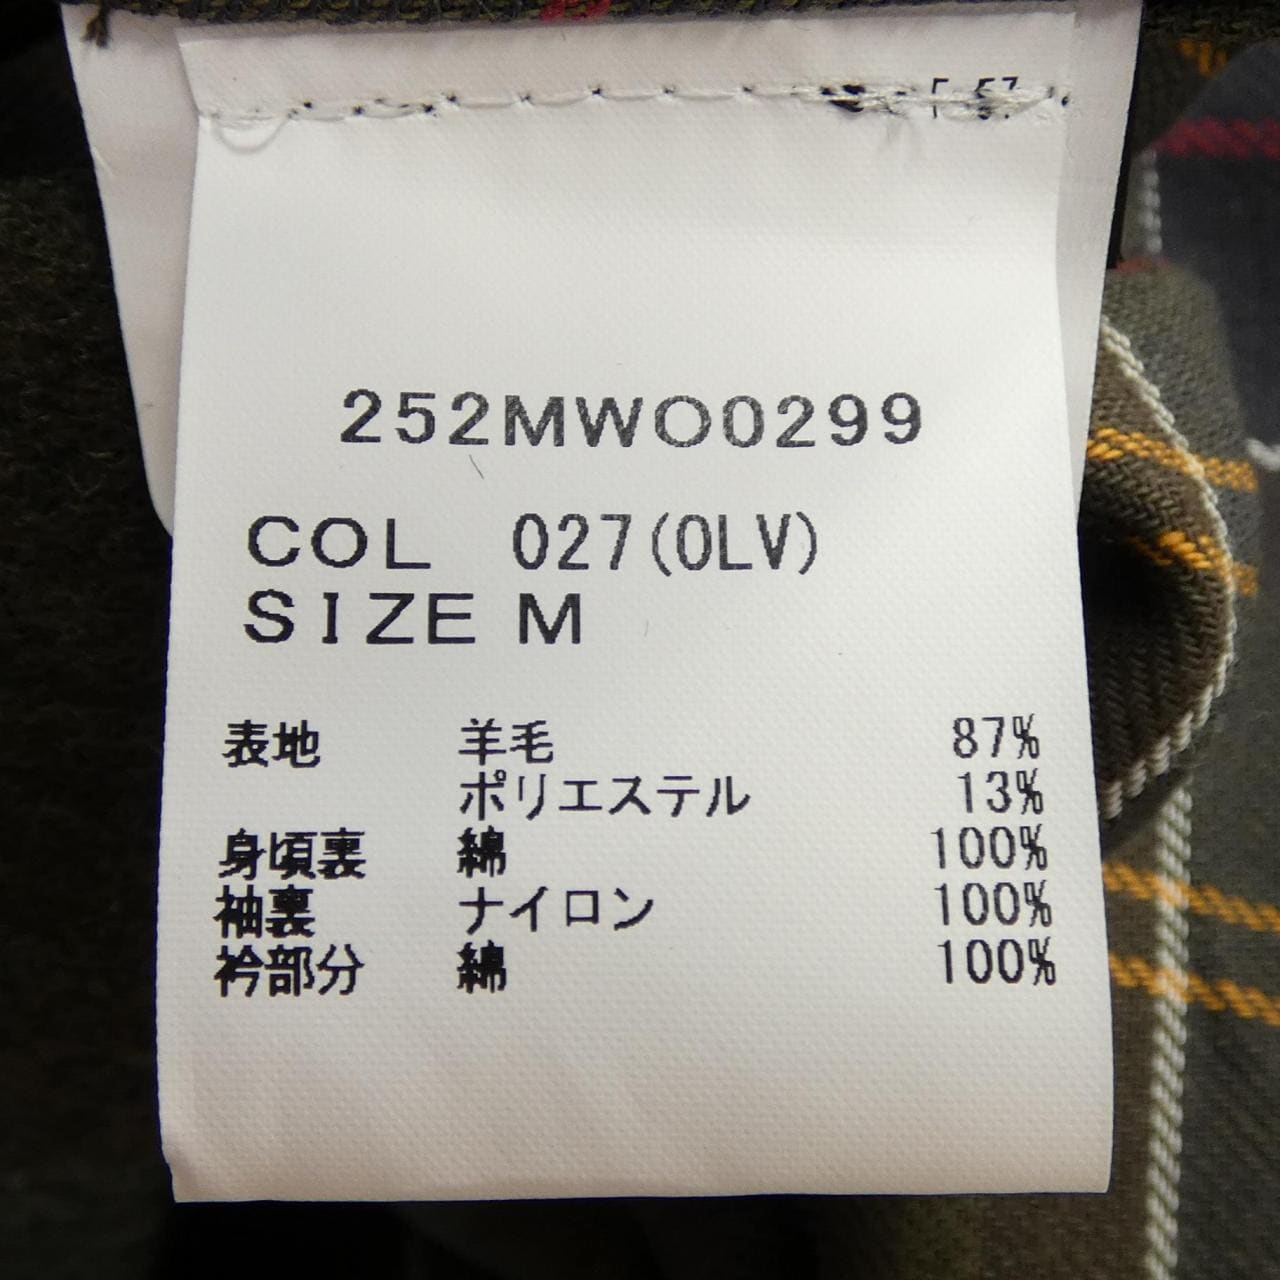 252MWO0299
COL 027(OLV)
SIZE M
表地 羊毛 87%
ポリエステル 13%
身頃裏 綿 100%
袖裏 ナイロン 100%
衿部分 綿 100%